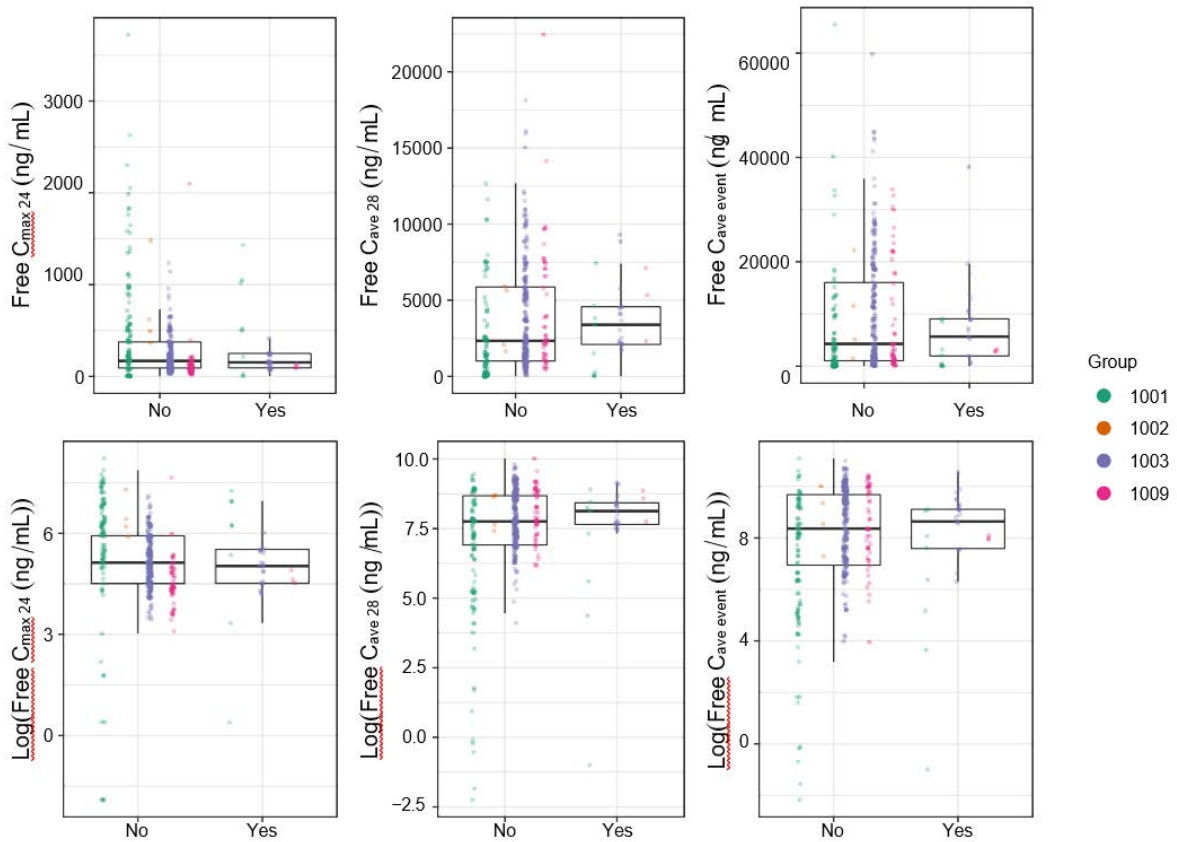 Free Cmax 24 (ng/mL)
3000
2000
1000
0
No
Yes
Free Cave 28 (ng/mL)
20000
15000
10000
5000
0
No
Yes
Free Cave event (ng/mL)
60000
40000
20000
0
No
Yes
Log(Free Cmax 24 (ng/mL)
6
3
0
No
Yes
Log(Free Cave 28 (ng/mL))
10.0
7.5
5.0
2.5
0.0
−2.5
No
Yes
Log(Free Cave event (ng/mL))
8
4
0
No
Yes
Group
1001
1002
1003
1009